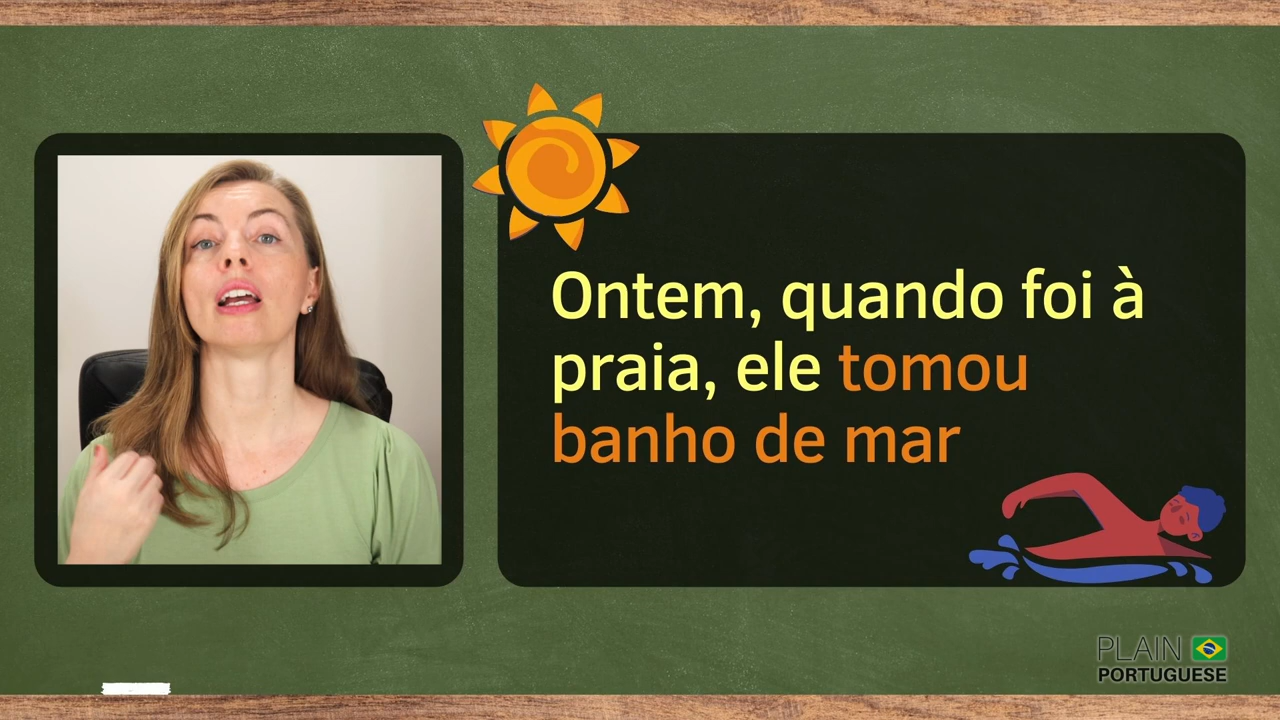 Ontem, quando foi à
praia, ele tomou
banho de mar
PLAIN
PORTUGUESE